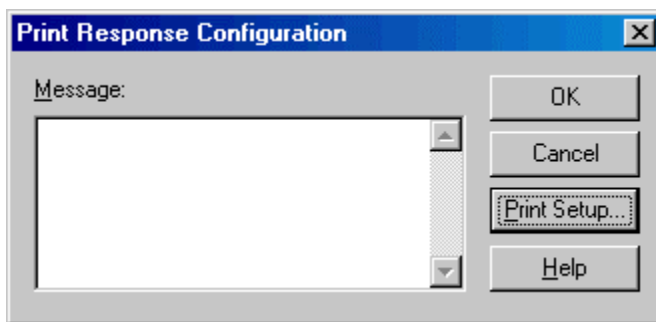 Print Response Configuration
Message:
OK
Cancel
Print Setup...
Help